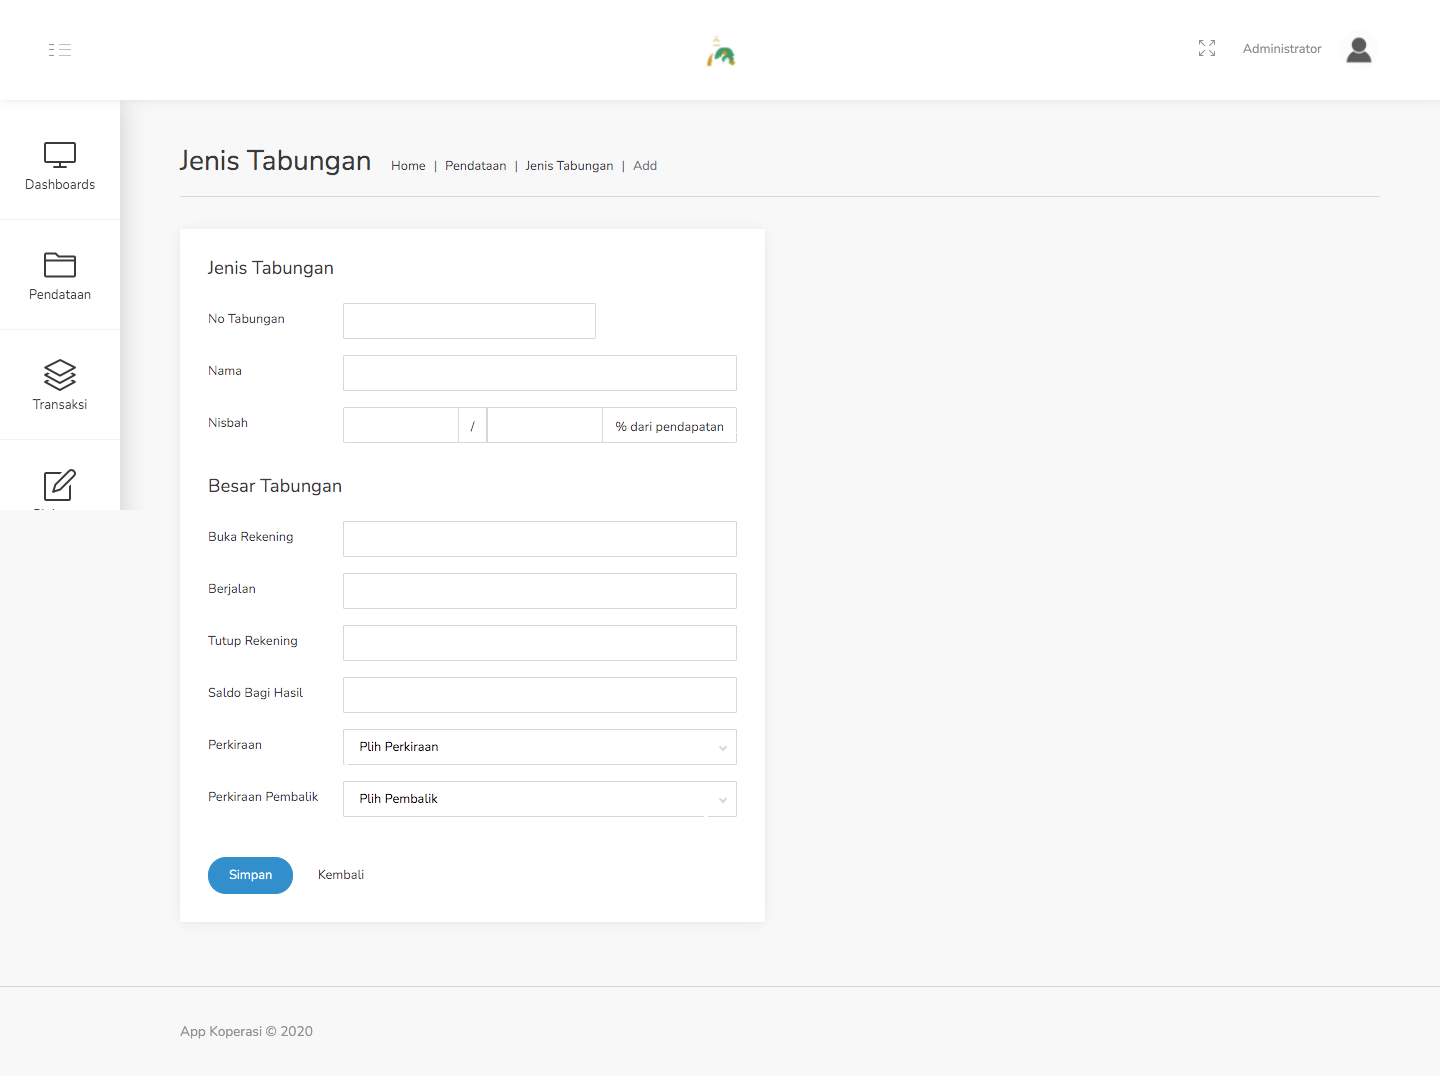 Administrator
Dashboards
Pendataan
Transaksi
Jenis Tabungan
Home | Pendataan | Jenis Tabungan | Add
Jenis Tabungan
No Tabungan
Nama
Nisbah / % dari pendapatan
Besar Tabungan
Buka Rekening
Berjalan
Tutup Rekening
Saldo Bagi Hasil
Perkiraan Plih Perkiraan
Perkiraan Pembalik Plih Pembalik
Simpan Kembali
App Koperasi © 2020